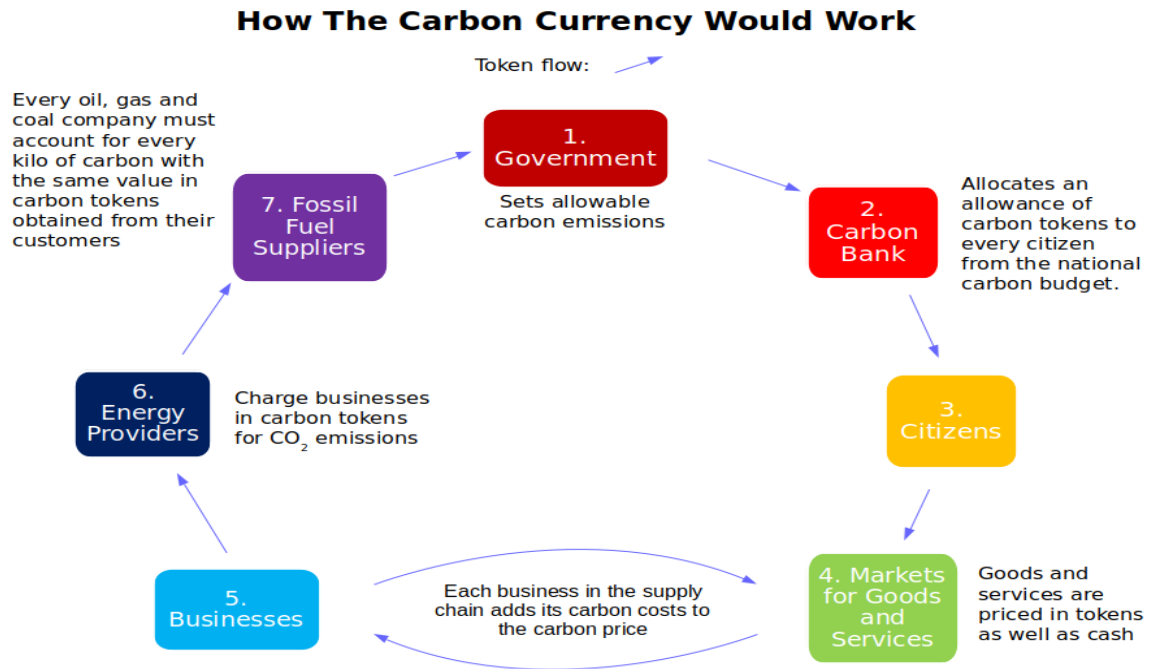 How The Carbon Currency Would Work
Token flow:
1.
Government
Sets allowable
carbon emissions
2.
Carbon
Bank
Allocates an
allowance of
carbon tokens to
every citizen
from the national
carbon budget.
3.
Citizens
4. Markets
for Goods
and
Services
Goods and
services are
priced in tokens
as well as cash
Each business in the supply
chain adds its carbon costs to
the carbon price
5.
Businesses
6.
Energy
Providers
Charge businesses
in carbon tokens
for CO₂ emissions
7. Fossil
Fuel
Suppliers
Every oil, gas and
coal company must
account for every
kilo of carbon with
the same value in
carbon tokens
obtained from their
customers